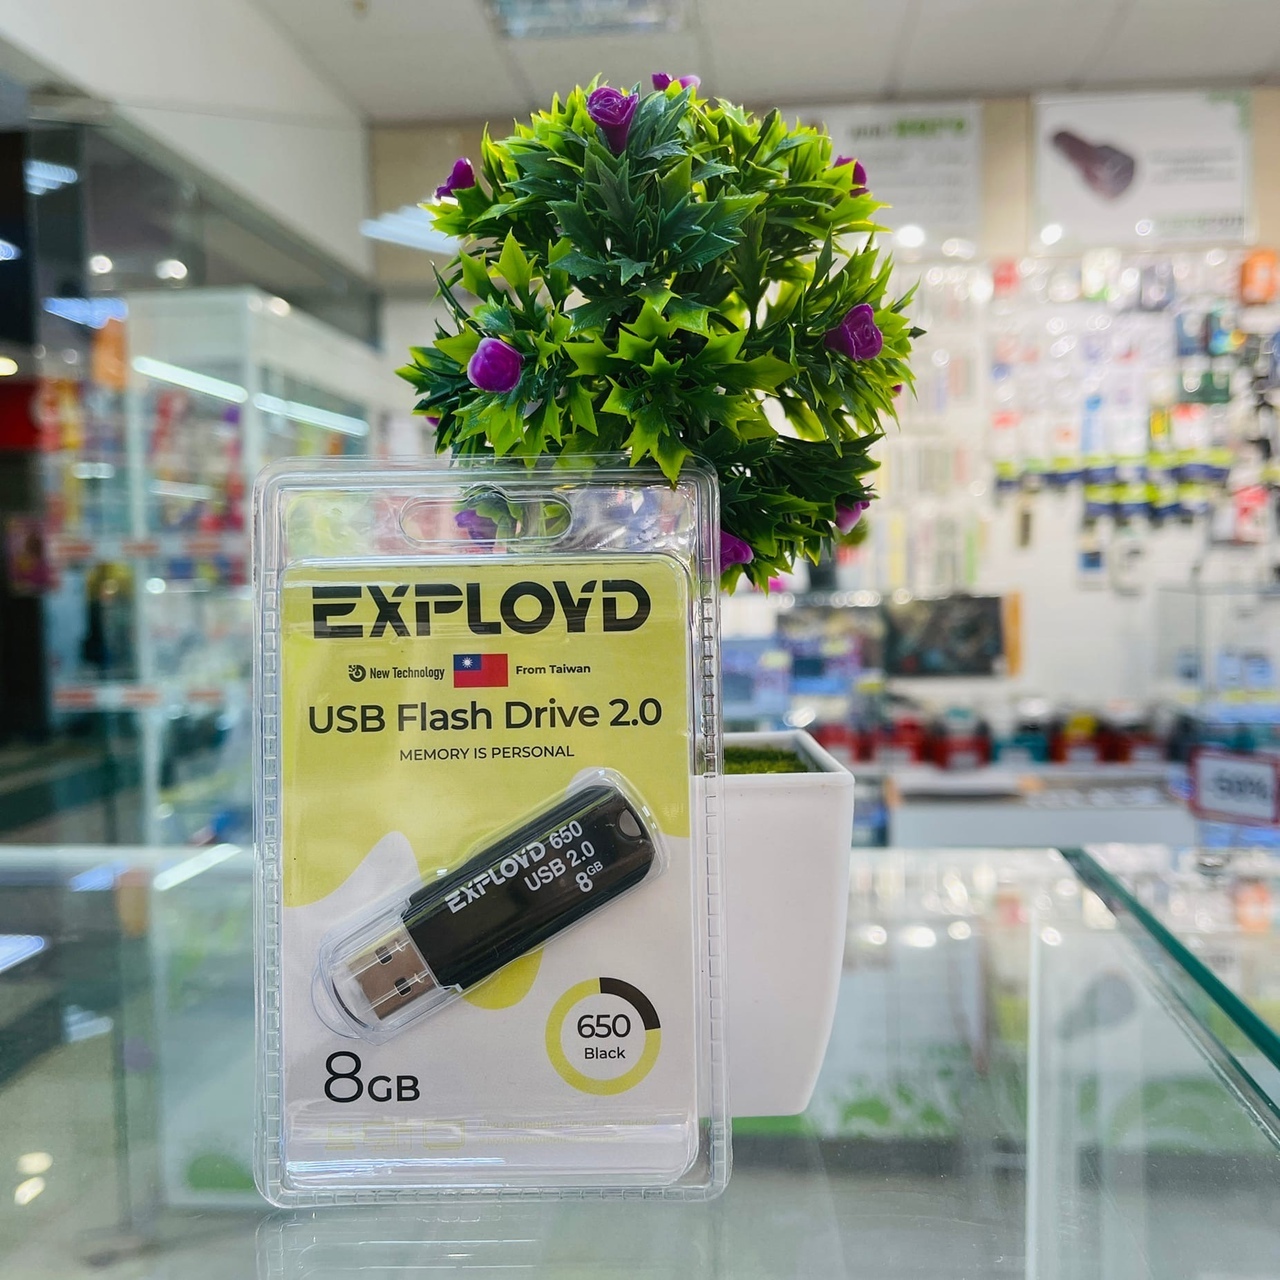 EXPLOYD
New Technology From Taiwan
USB Flash Drive 2.0
MEMORY IS PERSONAL
EXPLOYD 650
USB 2.0
8GB
650
Black
8GB